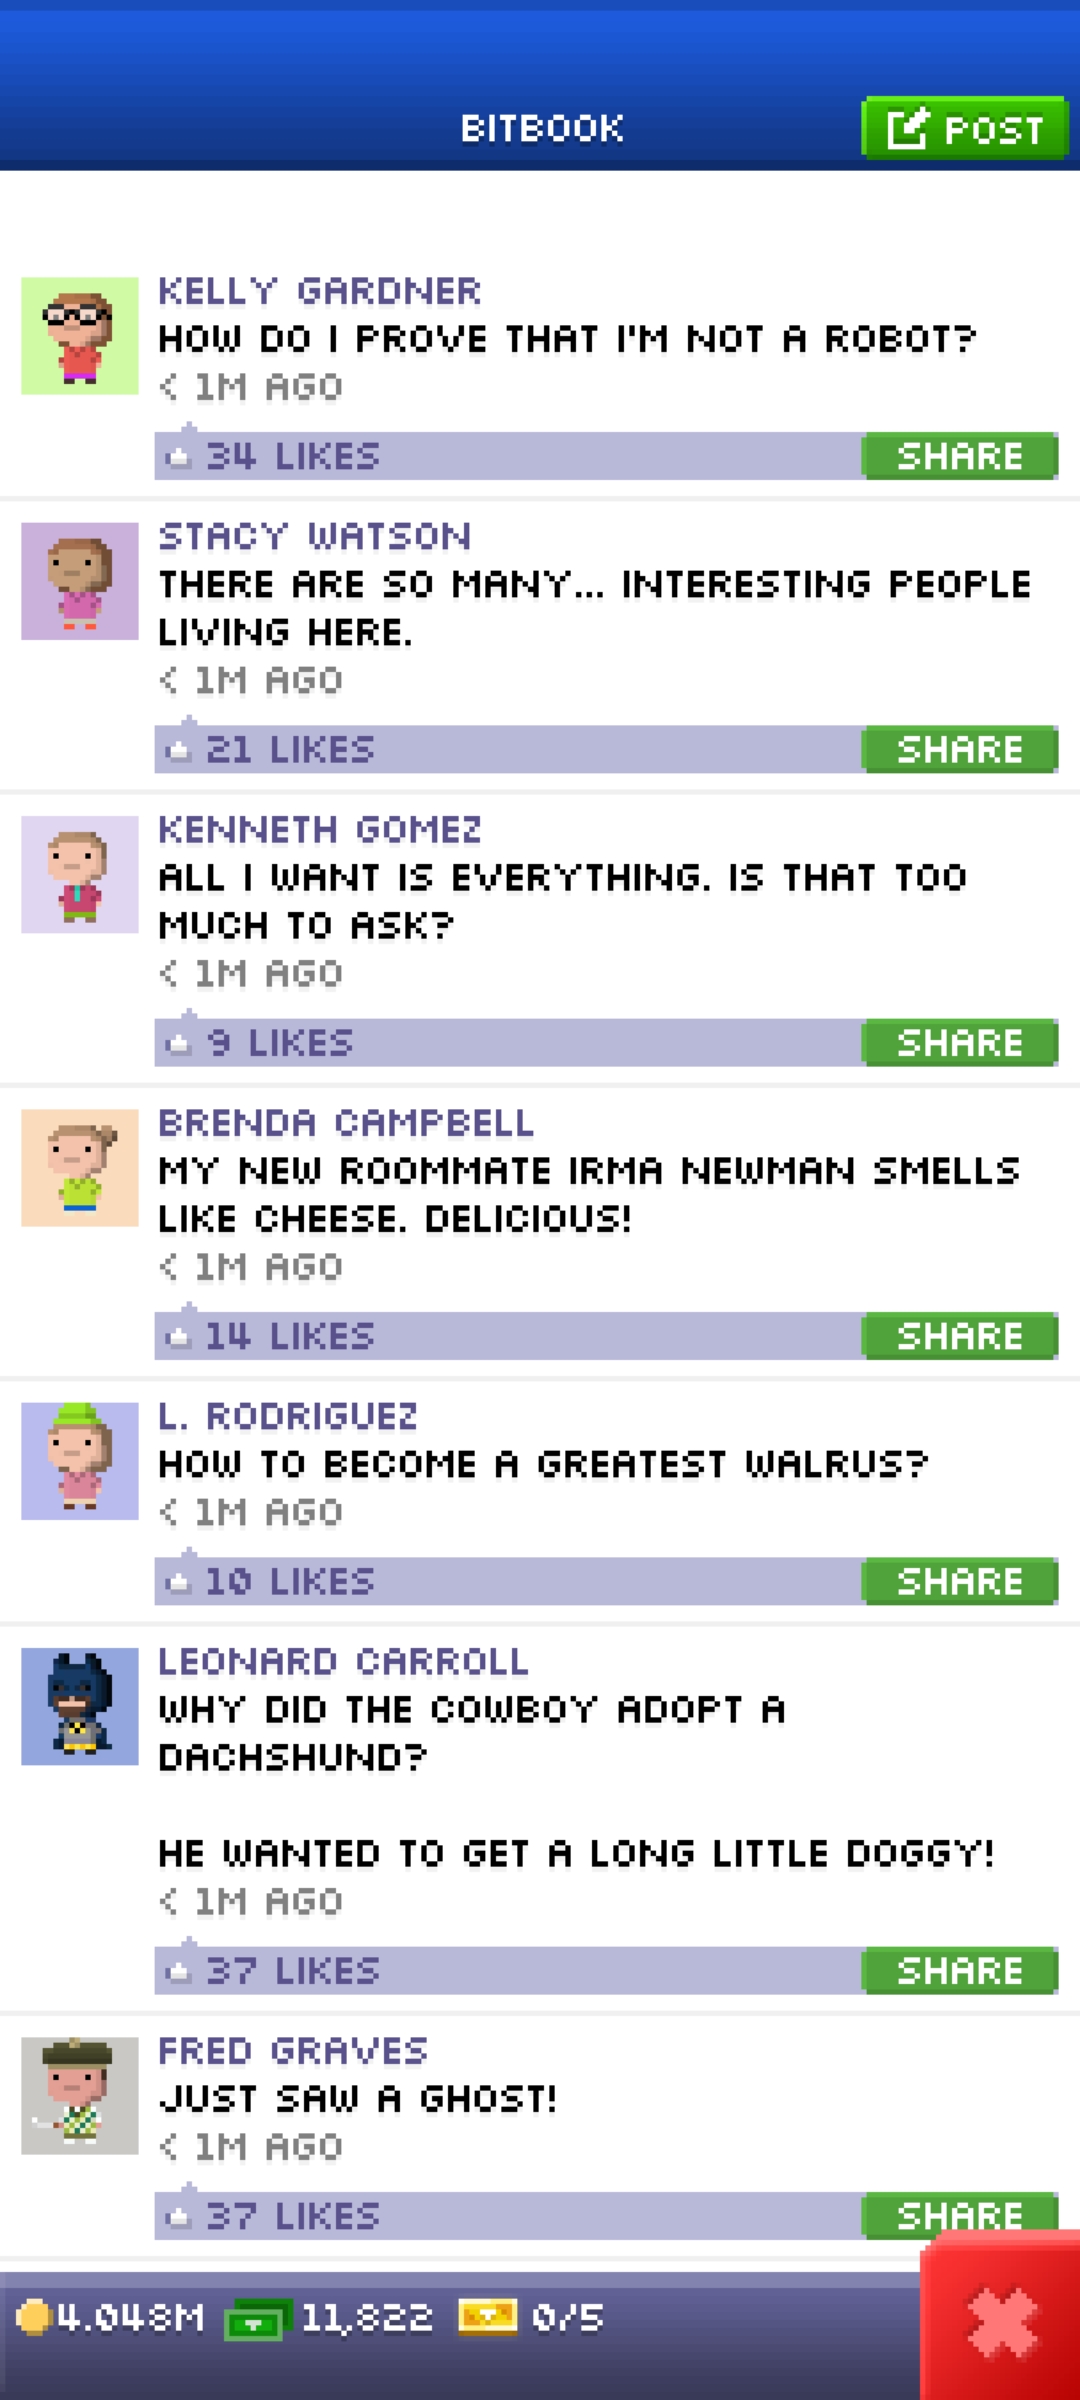 BITBOOK
POST
KELLY GARDNER
HOW DO I PROVE THAT I'M NOT A ROBOT?
< 1M AGO
34 LIKES
SHARE
STACY WATSON
THERE ARE SO MANY... INTERESTING PEOPLE
LIVING HERE.
< 1M AGO
21 LIKES
SHARE
KENNETH GOMEZ
ALL I WANT IS EVERYTHING. IS THAT TOO
MUCH TO ASK?
< 1M AGO
9 LIKES
SHARE
BRENDA CAMPBELL
MY NEW ROOMMATE IRMA NEWMAN SMELLS
LIKE CHEESE. DELICIOUS!
< 1M AGO
14 LIKES
SHARE
L. RODRIGUEZ
HOW TO BECOME A GREATEST WALRUS?
< 1M AGO
10 LIKES
SHARE
LEONARD CARROLL
WHY DID THE COWBOY ADOPT A
DACHSHUND?
HE WANTED TO GET A LONG LITTLE DOGGY!
< 1M AGO
37 LIKES
SHARE
FRED GRAVES
JUST SAW A GHOST!
< 1M AGO
37 LIKES
SHARE
4.048M
11,822
0/5